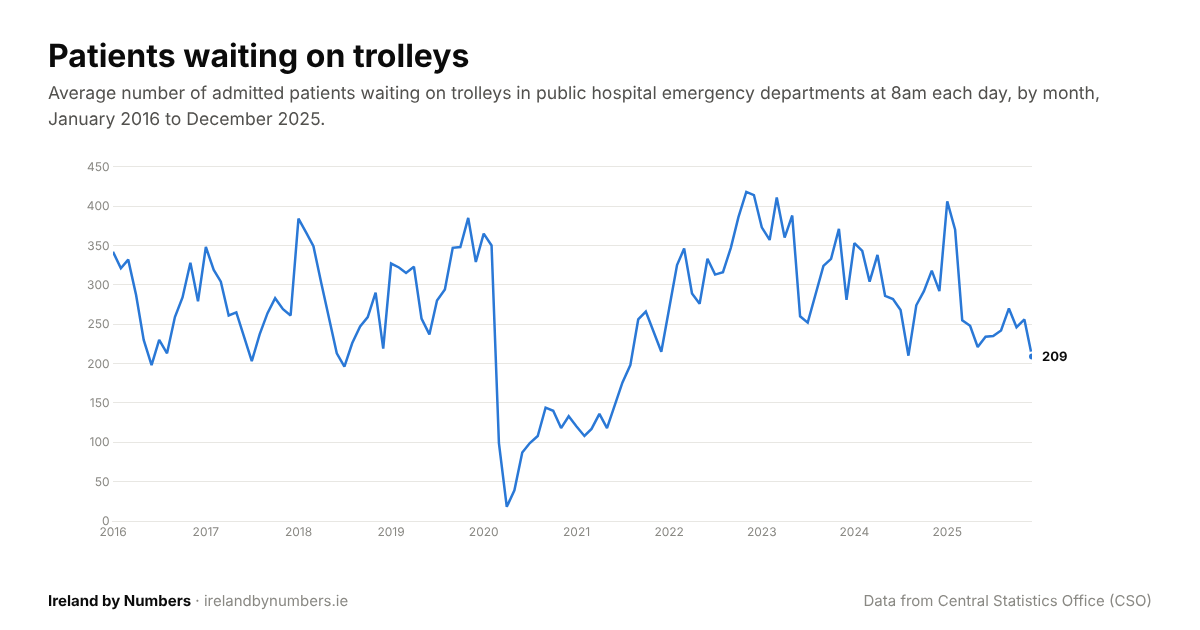 Patients waiting on trolleys
Average number of admitted patients waiting on trolleys in public hospital emergency departments at 8am each day, by month,
January 2016 to December 2025.
450
400
350
300
250
200
150
100
50
0
209
2016 2017 2018 2019 2020 2021 2022 2023 2024 2025
Ireland by Numbers · irelandbynumbers.ie
Data from Central Statistics Office (CSO)